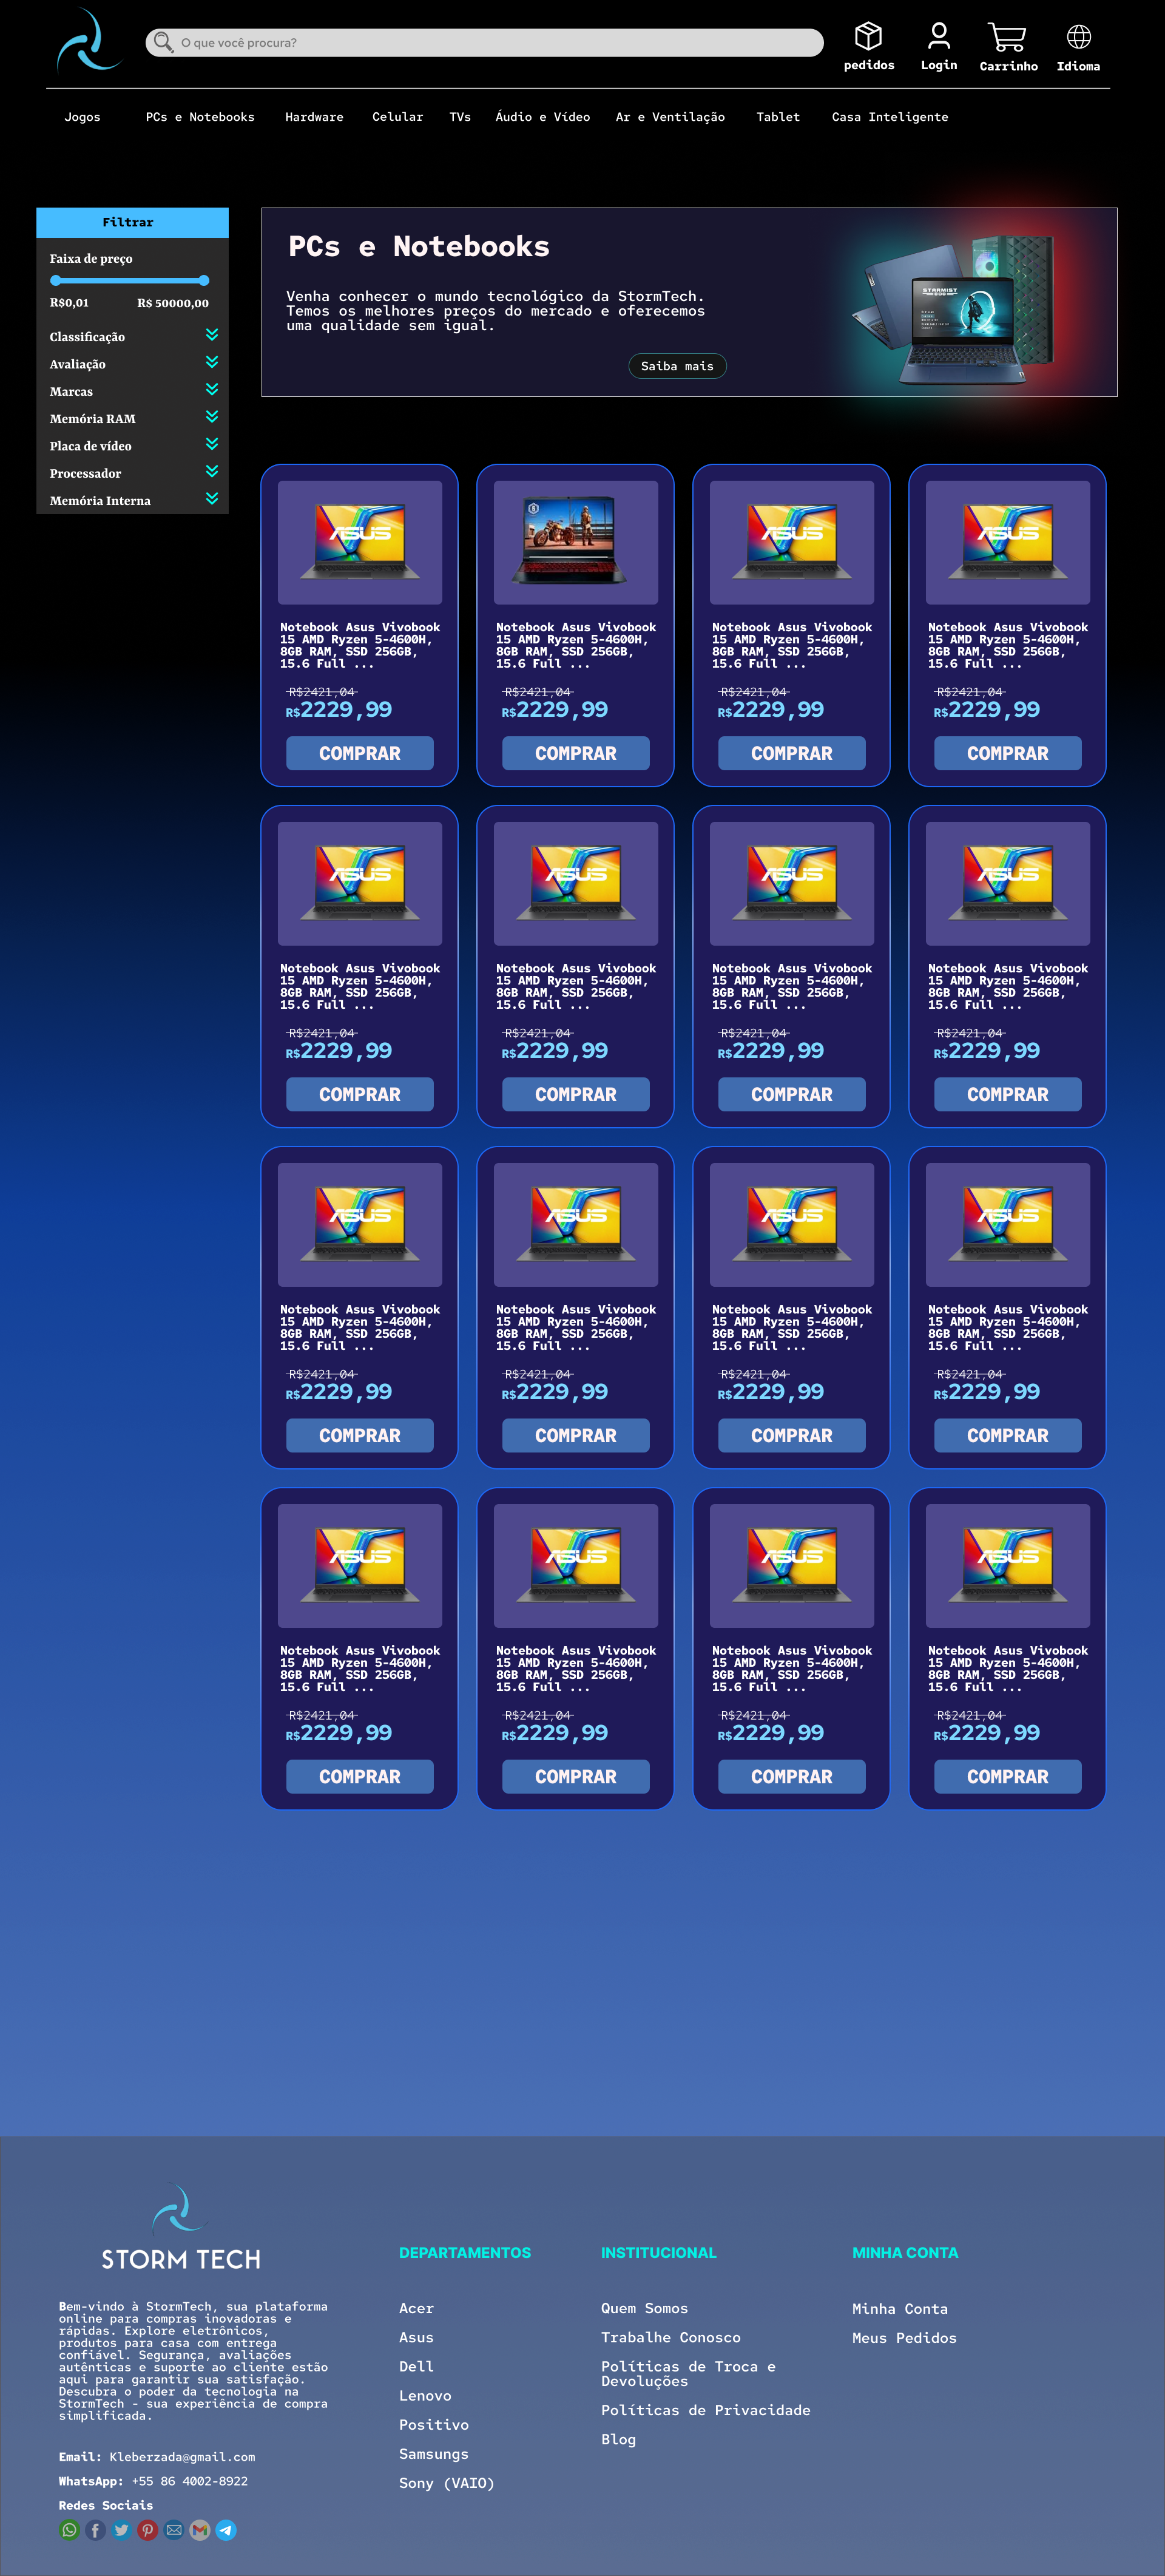 O que você procura?
pedidos
Login
Carrinho
Idioma
Jogos
PCs e Notebooks
Hardware
Celular
TVs
Áudio e Vídeo
Ar e Ventilação
Tablet
Casa Inteligente
Filtrar
Faixa de preço
R$0,01
R$ 50000,00
Classificação
Avaliação
Marcas
Memória RAM
Placa de vídeo
Processador
Memória Interna
PCs e Notebooks
Venha conhecer o mundo tecnológico da StormTech.
Temos os melhores preços do mercado e oferecemos
uma qualidade sem igual.
Saiba mais
ASUS
Notebook Asus Vivobook
15 AMD Ryzen 5-4600H,
8GB RAM, SSD 256GB,
15.6 Full ...
R$2421,04
R$2229,99
COMPRAR
Notebook Asus Vivobook
15 AMD Ryzen 5-4600H,
8GB RAM, SSD 256GB,
15.6 Full ...
R$2421,04
R$2229,99
COMPRAR
ASUS
Notebook Asus Vivobook
15 AMD Ryzen 5-4600H,
8GB RAM, SSD 256GB,
15.6 Full ...
R$2421,04
R$2229,99
COMPRAR
ASUS
Notebook Asus Vivobook
15 AMD Ryzen 5-4600H,
8GB RAM, SSD 256GB,
15.6 Full ...
R$2421,04
R$2229,99
COMPRAR
ASUS
Notebook Asus Vivobook
15 AMD Ryzen 5-4600H,
8GB RAM, SSD 256GB,
15.6 Full ...
R$2421,04
R$2229,99
COMPRAR
ASUS
Notebook Asus Vivobook
15 AMD Ryzen 5-4600H,
8GB RAM, SSD 256GB,
15.6 Full ...
R$2421,04
R$2229,99
COMPRAR
ASUS
Notebook Asus Vivobook
15 AMD Ryzen 5-4600H,
8GB RAM, SSD 256GB,
15.6 Full ...
R$2421,04
R$2229,99
COMPRAR
ASUS
Notebook Asus Vivobook
15 AMD Ryzen 5-4600H,
8GB RAM, SSD 256GB,
15.6 Full ...
R$2421,04
R$2229,99
COMPRAR
ASUS
Notebook Asus Vivobook
15 AMD Ryzen 5-4600H,
8GB RAM, SSD 256GB,
15.6 Full ...
R$2421,04
R$2229,99
COMPRAR
ASUS
Notebook Asus Vivobook
15 AMD Ryzen 5-4600H,
8GB RAM, SSD 256GB,
15.6 Full ...
R$2421,04
R$2229,99
COMPRAR
ASUS
Notebook Asus Vivobook
15 AMD Ryzen 5-4600H,
8GB RAM, SSD 256GB,
15.6 Full ...
R$2421,04
R$2229,99
COMPRAR
ASUS
Notebook Asus Vivobook
15 AMD Ryzen 5-4600H,
8GB RAM, SSD 256GB,
15.6 Full ...
R$2421,04
R$2229,99
COMPRAR
ASUS
Notebook Asus Vivobook
15 AMD Ryzen 5-4600H,
8GB RAM, SSD 256GB,
15.6 Full ...
R$2421,04
R$2229,99
COMPRAR
ASUS
Notebook Asus Vivobook
15 AMD Ryzen 5-4600H,
8GB RAM, SSD 256GB,
15.6 Full ...
R$2421,04
R$2229,99
COMPRAR
ASUS
Notebook Asus Vivobook
15 AMD Ryzen 5-4600H,
8GB RAM, SSD 256GB,
15.6 Full ...
R$2421,04
R$2229,99
COMPRAR
ASUS
Notebook Asus Vivobook
15 AMD Ryzen 5-4600H,
8GB RAM, SSD 256GB,
15.6 Full ...
R$2421,04
R$2229,99
COMPRAR
STORM TECH
Bem-vindo à StormTech, sua plataforma
online para compras inovadoras e
rápidas. Explore eletrônicos,
produtos para casa com entrega
confiável. Segurança, avaliações
autênticas e suporte ao cliente estão
aqui para garantir sua satisfação.
Descubra o poder da tecnologia na
StormTech - sua experiência de compra
simplificada.
Email: Kleberzada@gmail.com
WhatsApp: +55 86 4002-8922
Redes Sociais
DEPARTAMENTOS
Acer
Asus
Dell
Lenovo
Positivo
Samsungs
Sony (VAIO)
INSTITUCIONAL
Quem Somos
Trabalhe Conosco
Políticas de Troca e
Devoluções
Políticas de Privacidade
Blog
MINHA CONTA
Minha Conta
Meus Pedidos